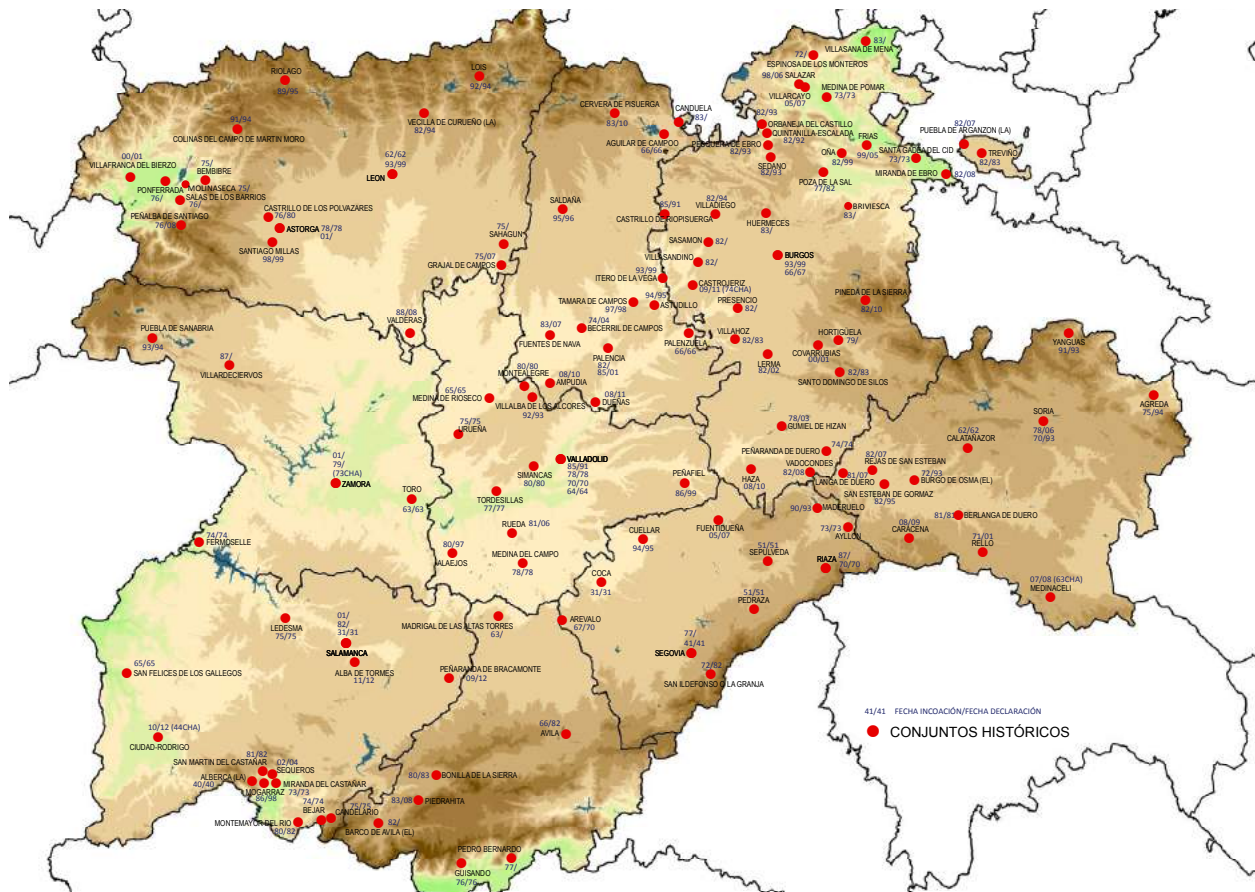 RIOLAGO
89/95
LOIS
92/94
VECILLA DE CURUEÑO (LA)
82/94
91/94
COLINAS DEL CAMPO DE MARTIN MORO
00/01
VILLAFRANCA DEL BIERZO
75/
BEMBIBRE
PONFERRADA
76/
MOLINASECA 75/
SALAS DE LOS BARRIOS
76/
PEÑALBA DE SANTIAGO
76/08
62/62
93/99
LEON
CASTRILLO DE LOS POLVAZARES
76/80
ASTORGA 78/78
01/
SANTIAGO MILLAS
98/99
75/
SAHAGUN
75/07
GRAJAL DE CAMPOS
88/08
VALDERAS
CERVERA DE PISUERGA
83/10
CANDUELA
83/
AGUILAR DE CAMPOO
66/66
SALDAÑA
95/96
93/99
ITERO DE LA VEGA
TAMARA DE CAMPOS
97/98
94/95
ASTUDILLO
74/04
BECERRIL DE CAMPOS
83/07
FUENTES DE NAVA
PALENCIA
82/
85/01
PALENZUELA
66/66
08/10
AMPUDIA
08/11
DUEÑAS
72/
ESPINOSA DE LOS MONTEROS
83/
VILLASANA DE MENA
98/06 SALAZAR
VILLARCAYO
05/07
MEDINA DE POMAR
73/73
82/93
ORBANEJA DEL CASTILLO
QUINTANILLA-ESCALADA
82/92
PESQUERA DE EBRO
82/93
SEDANO
82/93
OÑA
82/99
FRIAS
99/05
SANTA GADEA DEL CID
73/73
82/07
PUEBLA DE ARGANZON (LA)
TREVIÑO
82/83
MIRANDA DE EBRO
82/08
POZA DE LA SAL
77/82
BRIVIESCA
83/
85/91
CASTRILLO DE RIOPISUERGA
82/94
VILLADIEGO
HUERMECES
83/
SASAMON
82/
VILLASANDINO
82/
BURGOS
93/99
66/67
CASTROJERIZ
09/11 (74CHA)
PRESENCIO
82/
PINEDA DE LA SIERRA
82/10
VILLAHOZ
82/83
HORTIGÜELA
79/
COVARRUBIAS
00/01
LERMA
82/02
82/83
SANTO DOMINGO DE SILOS
78/03
GUMIEL DE HIZAN
74/74
PEÑARANDA DE DUERO
HAZA
08/10
VADOCONDES
82/08
PUEBLA DE SANABRIA
93/94
87/
VILLARDECIERVOS
01/
79/
(73CHA)
ZAMORA
TORO
63/63
74/74
FERMOSELLE
80/80
MONTEALEGRE
65/65
MEDINA DE RIOSECO
VILLALBA DE LOS ALCORES
92/93
75/75
URUEÑA
VALLADOLID
85/91
78/78
70/70
64/64
SIMANCAS
80/80
TORDESILLAS
77/77
PEÑAFIEL
86/99
RUEDA 81/06
80/97
ALAEJOS
MEDINA DEL CAMPO
78/78
YANGUAS
91/93
AGREDA
75/94
SORIA
78/06
70/93
62/62
CALATAÑAZOR
82/07
REJAS DE SAN ESTEBAN
81/07
LANGA DE DUERO
72/93
BURGO DE OSMA (EL)
SAN ESTEBAN DE GORMAZ
82/95
81/81
BERLANGA DE DUERO
08/09
CARACENA
71/01
RELLO
07/08 (63CHA)
MEDINACELI
90/93
MADERUELO
73/73
AYLLON
87/
RIAZA 70/70
FUENTIDUEÑA
05/07
CUELLAR
94/95
51/51
SEPULVEDA
COCA
31/31
51/51
PEDRAZA
77/
41/41
SEGOVIA
72/82
SAN ILDEFONSO O LA GRANJA
LEDESMA
75/75
01/
82/
31/31
SALAMANCA
ALBA DE TORMES
11/12
PEÑARANDA DE BRACAMONTE
09/12
65/65
SAN FELICES DE LOS GALLEGOS
10/12 (44CHA)
CIUDAD-RODRIGO
81/82
SAN MARTIN DEL CASTAÑAR
02/04
SEQUEROS
ALBERCA (LA)
40/40
MOGARRAZ
86/98
MIRANDA DEL CASTAÑAR
73/73
74/74
BEJAR
75/75
CANDELARIO
MONTEMAYOR DEL RIO
80/82
MADRIGAL DE LAS ALTAS TORRES
63/
AREVALO
67/70
66/82
AVILA
80/83
BONILLA DE LA SIERRA
83/08
PIEDRAHITA
82/
BARCO DE AVILA (EL)
PEDRO BERNARDO
77/
GUISANDO
76/76
41/41 FECHA INCOACIÓN/FECHA DECLARACIÓN
CONJUNTOS HISTÓRICOS